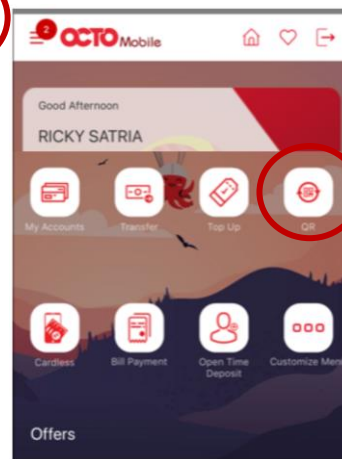 2
OCTO Mobile
Good Afternoon
RICKY SATRIA
My Accounts
Transfer
Top Up
QR
Cardless
Bill Payment
Open Time
Deposit
Customize Men
Offers